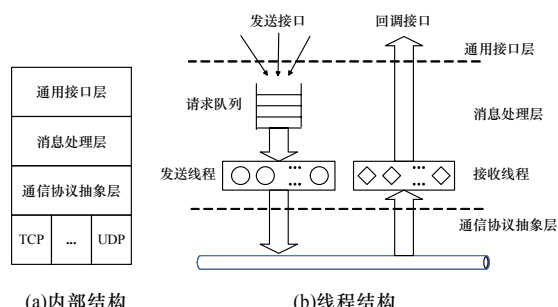 发送接口
回调接口
通用接口层
请求队列
消息处理层
发送线程
...
...
接收线程
通信协议抽象层
通用接口层
消息处理层
通信协议抽象层
TCP
...
UDP
(a)内部结构
(b)线程结构